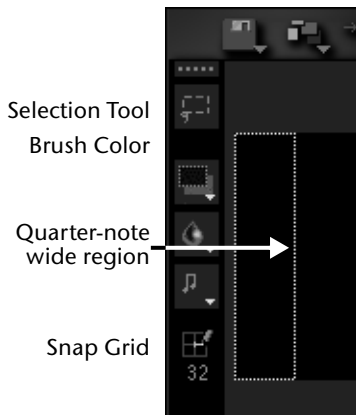 Selection Tool
Brush Color
Quarter-note
wide region
Snap Grid
32